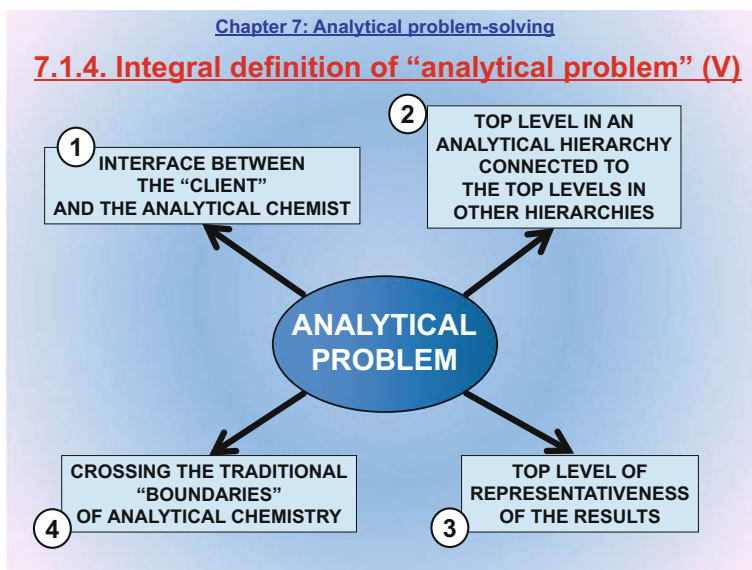 Chapter 7: Analytical problem-solving
7.1.4. Integral definition of “analytical problem” (V)
1
INTERFACE BETWEEN
THE “CLIENT”
AND THE ANALYTICAL CHEMIST
2
TOP LEVEL IN AN
ANALYTICAL HIERARCHY
CONNECTED TO
THE TOP LEVELS IN
OTHER HIERARCHIES
ANALYTICAL
PROBLEM
CROSSING THE TRADITIONAL
“BOUNDARIES”
OF ANALYTICAL CHEMISTRY
4
TOP LEVEL OF
REPRESENTATIVENESS
OF THE RESULTS
3